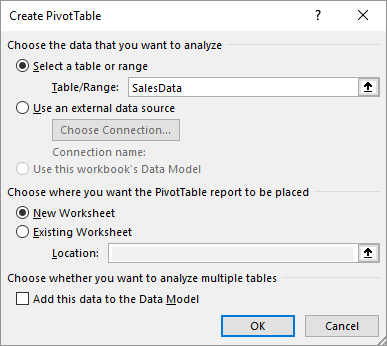 Create PivotTable
? ×
Choose the data that you want to analyze
Select a table or range
Table/Range: SalesData
Use an external data source
Choose Connection...
Connection name:
Use this workbook's Data Model
Choose where you want the PivotTable report to be placed
New Worksheet
Existing Worksheet
Location:
Choose whether you want to analyze multiple tables
Add this data to the Data Model
OK Cancel